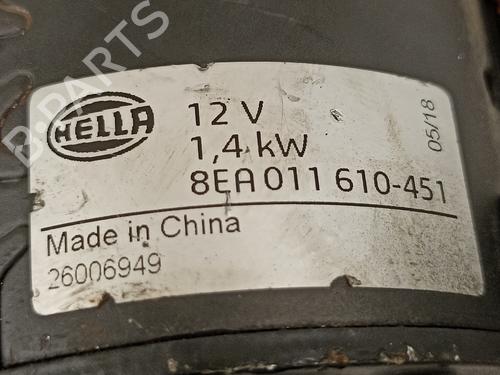 B-PARTS
HELLA
12 V
1,4 kW
8EA 011 610-451
05/18
Made in China
26006949